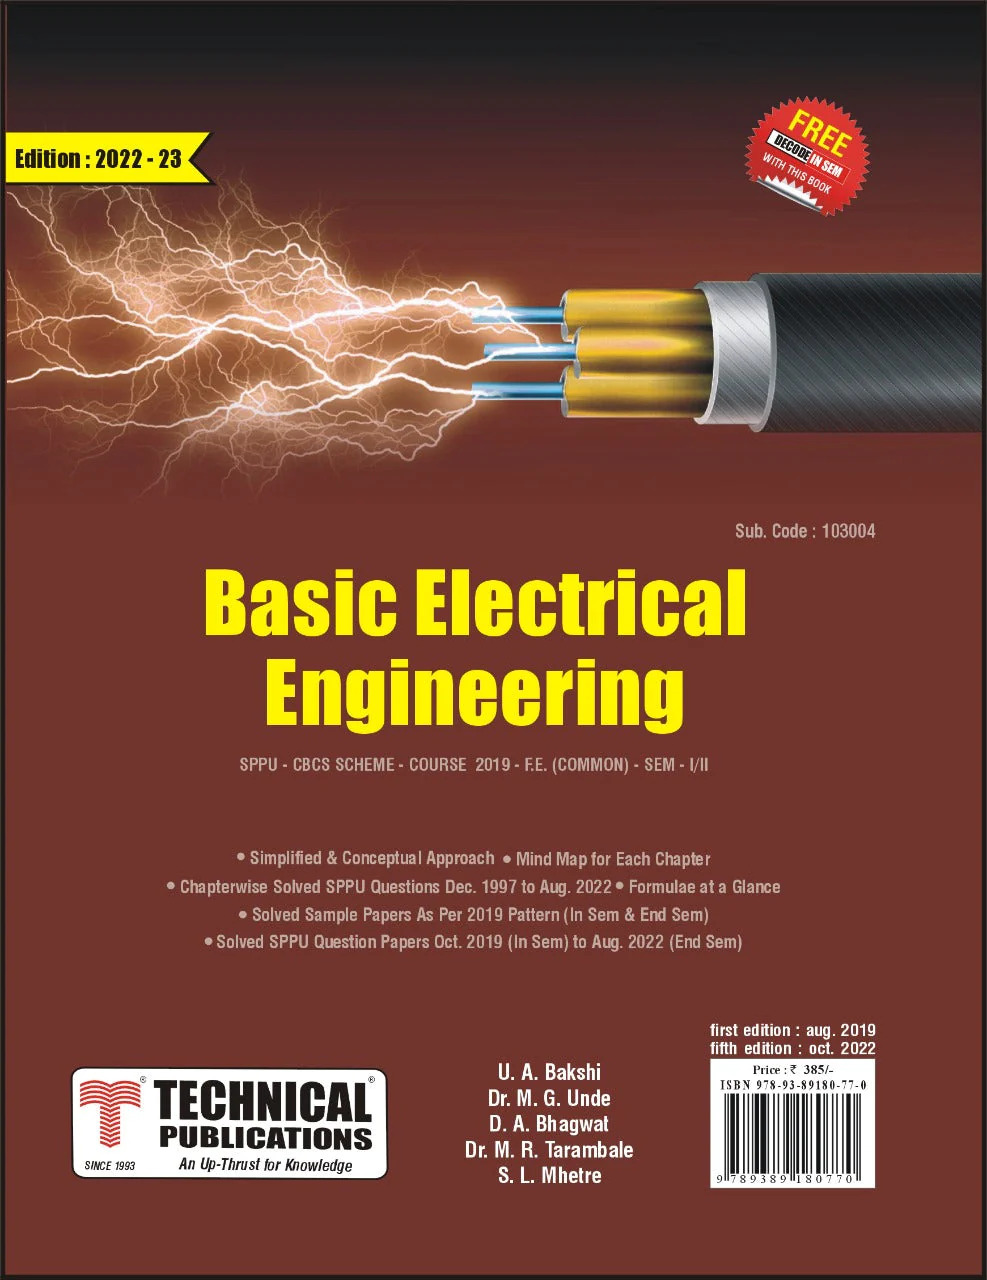 Edition : 2022 - 23
FREE
DECODE IN SEM
WITH THIS BOOK
Sub. Code : 103004
Basic Electrical
Engineering
SPPU - CBCS SCHEME - COURSE 2019 - F.E. (COMMON) - SEM - I/II
• Simplified & Conceptual Approach • Mind Map for Each Chapter
• Chapterwise Solved SPPU Questions Dec. 1997 to Aug. 2022 • Formulae at a Glance
• Solved Sample Papers As Per 2019 Pattern (In Sem & End Sem)
• Solved SPPU Question Papers Oct. 2019 (In Sem) to Aug. 2022 (End Sem)
first edition : aug. 2019
fifth edition : oct. 2022
Price : ₹ 385/-
ISBN 978-93-89180-77-0
9 789389 180770
U. A. Bakshi
Dr. M. G. Unde
D. A. Bhagwat
Dr. M. R. Tarambale
S. L. Mhetre
® TECHNICAL ®
PUBLICATIONS
SINCE 1993 An Up-Thrust for Knowledge